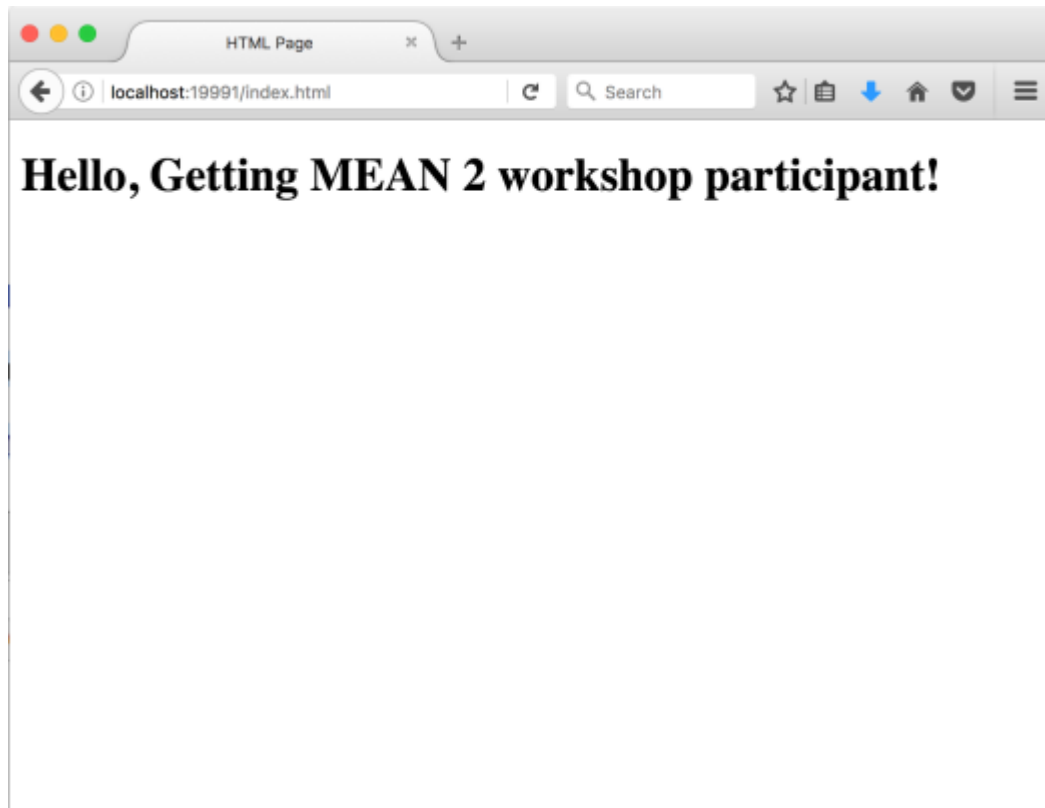 HTML Page
localhost:19991/index.html
Search
Hello, Getting MEAN 2 workshop participant!